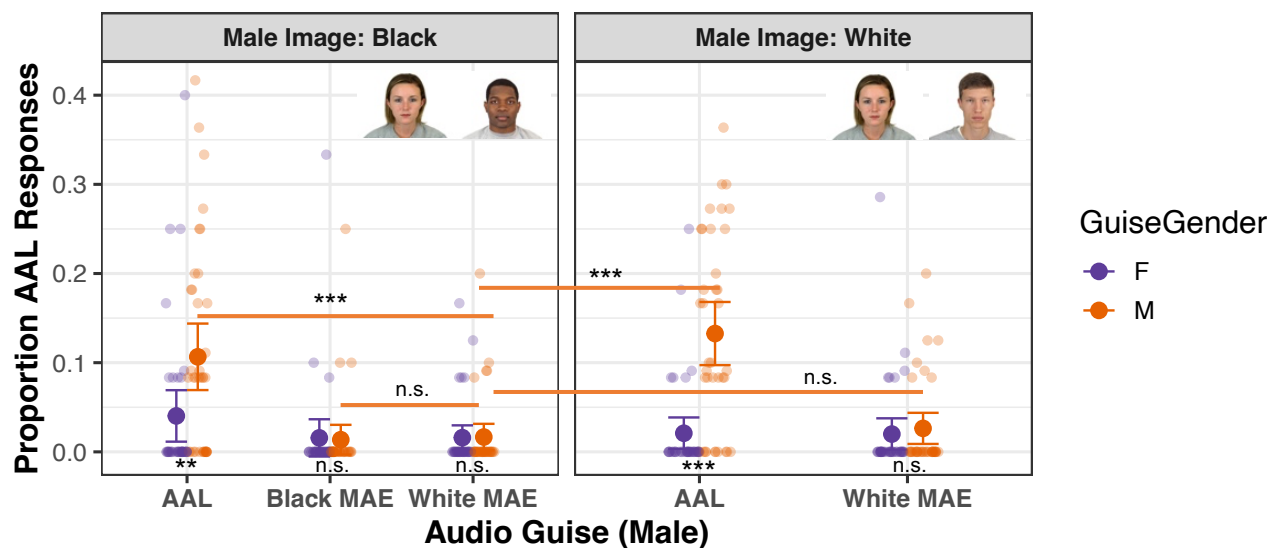 Male Image: Black
Male Image: White
Proportion AAL Responses
0.4
0.3
0.2
0.1
0.0
***
***
n.s.
n.s.
**
n.s.
n.s.
***
n.s.
AAL
Black MAE
White MAE
AAL
White MAE
Audio Guise (Male)
GuiseGender
F
M